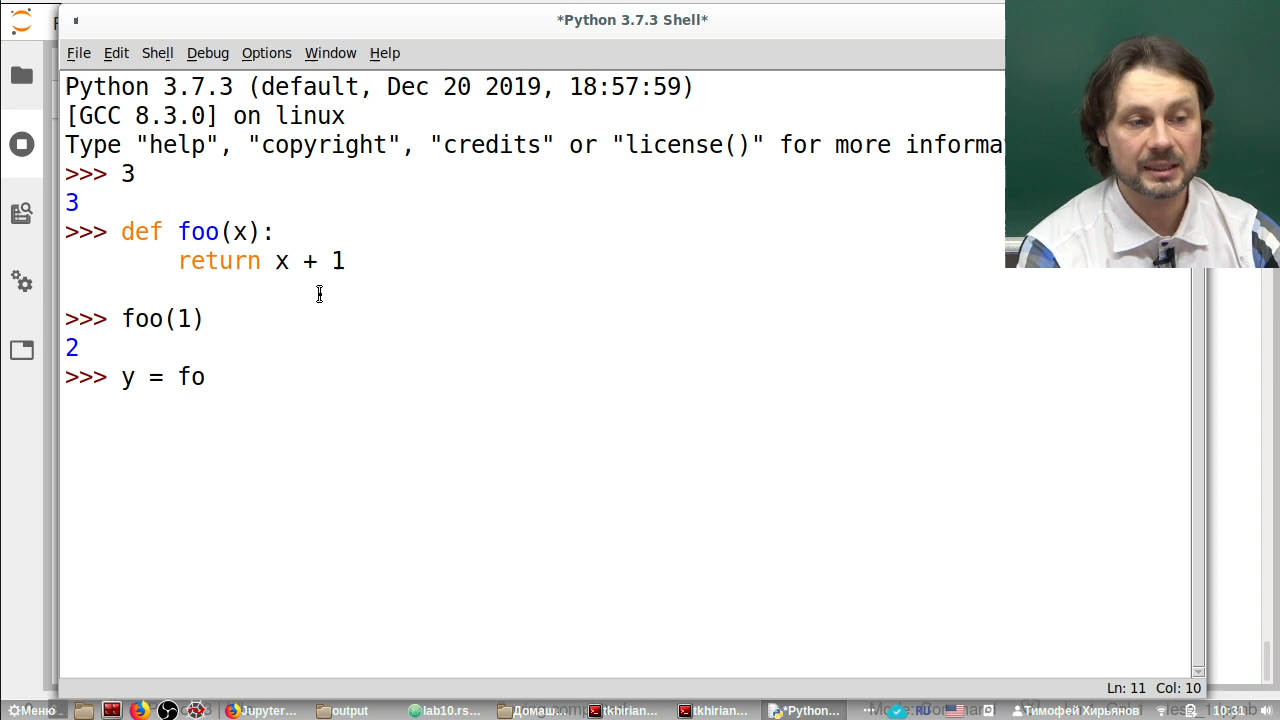 *Python 3.7.3 Shell*
File Edit Shell Debug Options Window Help
Python 3.7.3 (default, Dec 20 2019, 18:57:59)
[GCC 8.3.0] on linux
Type "help", "copyright", "credits" or "license()" for more informa
>>> 3
3
>>> def foo(x):
return x + 1
>>> foo(1)
2
>>> y = fo
Ln: 11 Col: 10
Меню Jupyter... output lab10.rs... Домаш... tkhirian... tkhirian... *Python... RU Тимофей Хирьянов 10:31